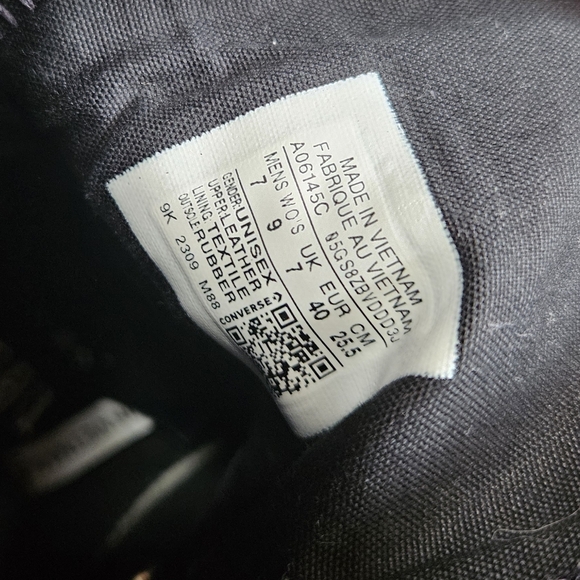 MADE IN VIETNAM
FABRIQUE AU VIETNAM
A06145C 05GS8ZBVDDD3J
MENS WO'S UK EUR CM
7 9 7 40 25.5
GENDER: UNISEX
UPPER: LEATHER
LINING: TEXTILE
OUTSOLE: RUBBER
9K 2309 M88
CONVERSE